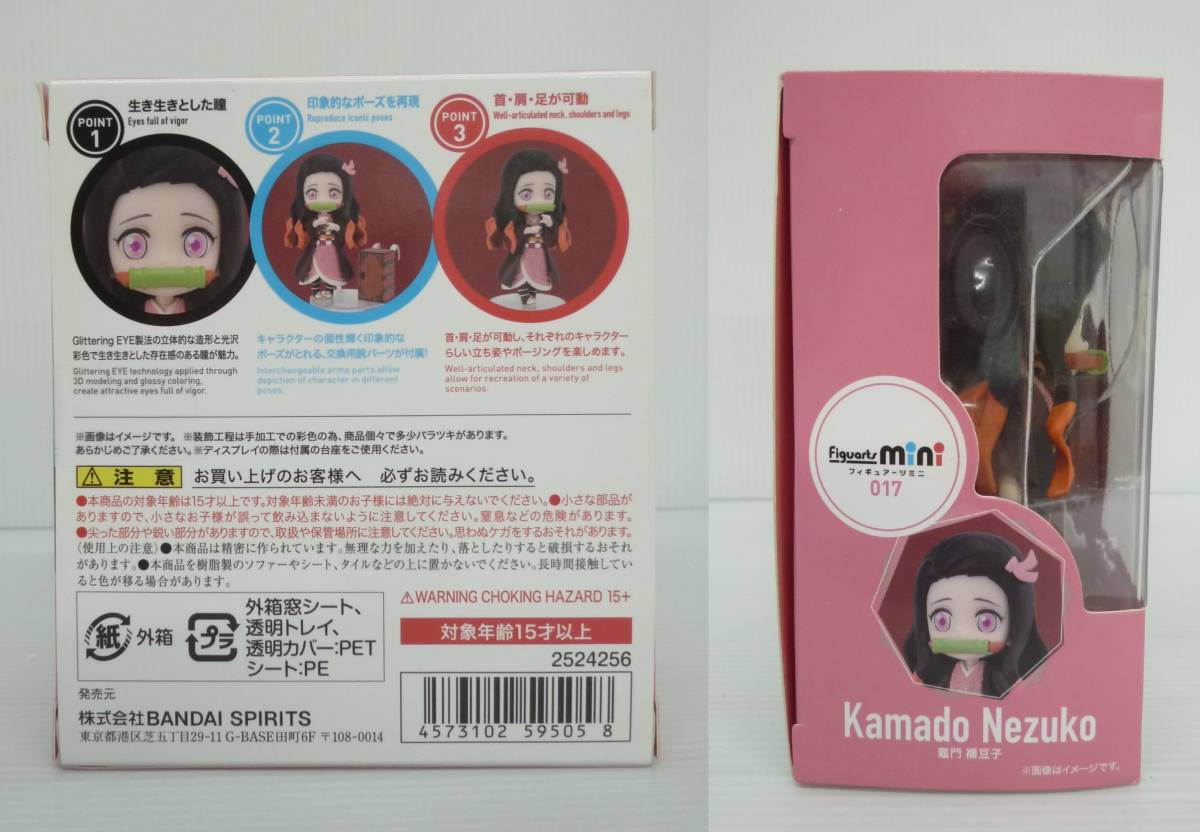 POINT
1
生き生きとした瞳
Eyes full of vigor
POINT
2
印象的なポーズを再現
Reproduce iconic poses
POINT
3
首・肩・足が可動
Well-articulated neck, shoulders and legs
Glittering EYE製法の立体的な造形と光沢
彩色で生き生きとした存在感のある瞳が魅力。
Glittering EYE technology applied through
3D modeling and glossy coloring,
create attractive eyes full of vigor.
キャラクターの個性輝く印象的な
ポーズがとれる、交換用腕パーツが付属!
Interchangeable arms parts allow
depiction of character in different
poses.
首・肩・足が可動し、それぞれのキャラクター
らしい立ち姿やポージングを楽しめます。
Well-articulated neck, shoulders and legs
allow for recreation of a variety of
scenarios.
※画像はイメージです。 ※装飾工程は手加工での彩色の為、商品個々で多少バラツキがあります。
あらかじめご了承ください。※ディスプレイの際は付属の台座をご使用ください。
注 意
お買い上げのお客様へ 必ずお読みください。
●本商品の対象年齢は15才以上です。対象年齢未満のお子様には絶対に与えないでください。●小さな部品が
ありますので、小さなお子様が誤って飲み込まないように注意してください。窒息などの危険があります。
●尖った部分や鋭い部分がありますので、取扱や保管場所に注意してください。思わぬケガをするおそれがあります。
〈使用上の注意〉●本商品は精密に作られています。無理な力を加えたり、落としたりすると破損するおそれ
があります。●本商品を樹脂製のソファーやシート、タイルなどの上に置かないでください。長時間接触している
と色が移る場合があります。
紙
外箱
プラ
外箱窓シート、
透明トレイ、
透明カバー:PET
シート:PE
⚠WARNING CHOKING HAZARD 15+
対象年齢15才以上
2524256
4573102 59505 8
発売元
株式会社BANDAI SPIRITS
東京都港区芝五丁目29-11 G-BASE田町6F 〒108-0014
Figuarts mini
フィギュアーツミニ
017
Kamado Nezuko
竈門 禰豆子
※画像はイメージです。